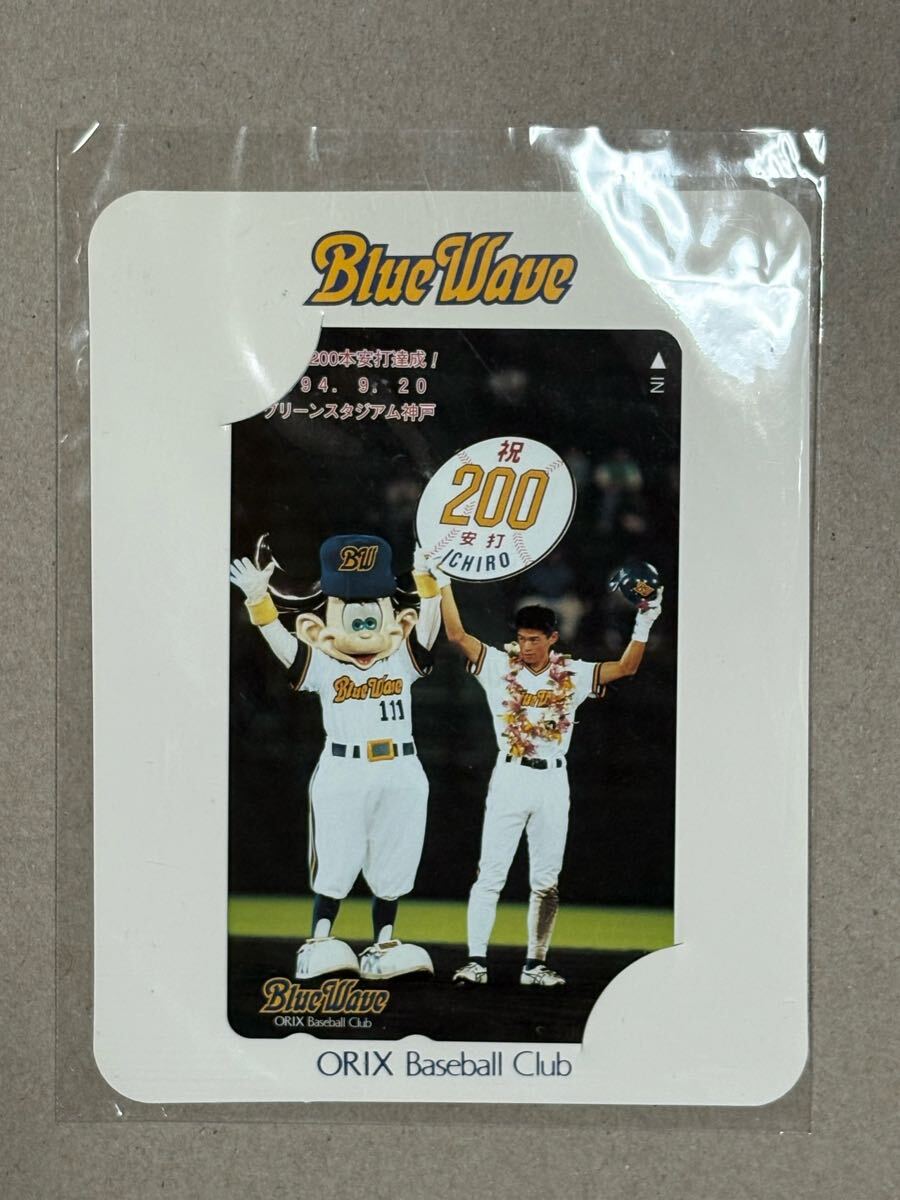 Blue Wave
200本安打達成!
94. 9. 20
グリーンスタジアム神戸
IN
祝
200
安打
ICHIRO
BW
Blue Wave
111
Blue Wave
ORIX Baseball Club
ORIX Baseball Club